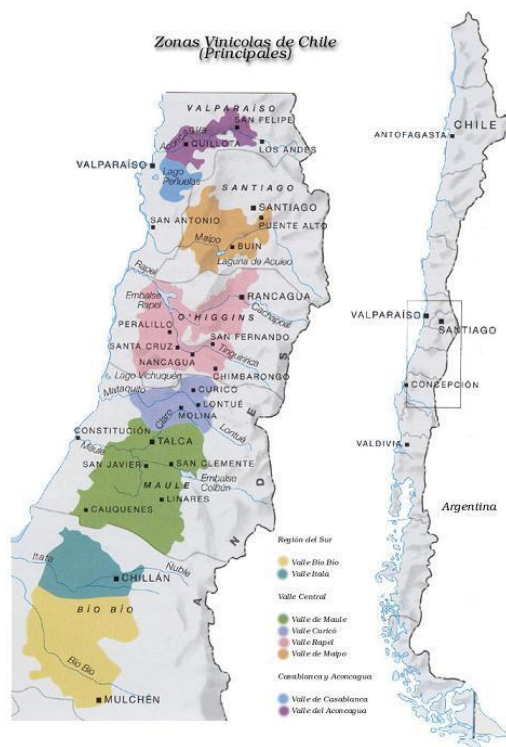 Zonas Vinicolas de Chile
(Principales)
VALPARAÍSO
SAN FELIPE
Aconcagua
QUILLOTA
LOS ANDES
VALPARAÍSO
Lago
Peñuelas
SANTIAGO
SANTIAGO
SAN ANTONIO
PUENTE ALTO
Maipo
BUIN
Laguna de Aculeo
Rapel
Embalse
Rapel
RANCAGUA
Cachapoal
O'HIGGINS
PERALILLO
SAN FERNANDO
SANTA CRUZ
Tinguiririca
NANCAGUA
CHIMBARONGO
Lago Vichuquén
Mataquito
CURICÓ
LONTUÉ
Claro
MOLINA
CONSTITUCIÓN
Lontué
Maule
TALCA
SAN JAVIER
SAN CLEMENTE
Embalse
Colbún
MAULE
LINARES
CAUQUENES
ANDES
Itata
Ñuble
CHILLÁN
BÍO BÍO
Bío Bío
MULCHÉN
Región del Sur
Valle Bío Bío
Valle Itala
Valle Central
Valle de Maule
Valle Curicó
Valle Rapel
Valle de Maipo
Casablanca y Aconcagua
Valle de Casablanca
Valle del Aconcagua
CHILE
ANTOFAGASTA
VALPARAÍSO
SANTIAGO
CONCEPCIÓN
VALDIVIA
Argentina